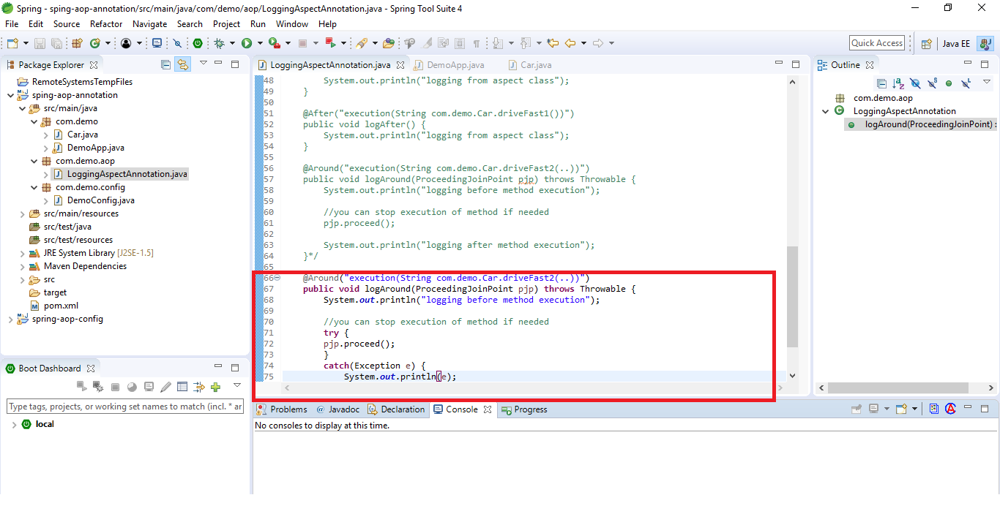 Spring - sping-aop-annotation/src/main/java/com/demo/aop/LoggingAspectAnnotation.java - Spring Tool Suite 4
File Edit Source Refactor Navigate Search Project Run Window Help
Quick Access
Java EE
Package Explorer
RemoteSystemsTempFiles
sping-aop-annotation
src/main/java
com.demo
Car.java
DemoApp.java
com.demo.aop
LoggingAspectAnnotation.java
com.demo.config
DemoConfig.java
src/main/resources
src/test/java
src/test/resources
JRE System Library [J2SE-1.5]
Maven Dependencies
src
target
pom.xml
spring-aop-config
Boot Dashboard
Type tags, projects, or working set names to match (incl. * ar
local
LoggingAspectAnnotation.java DemoApp.java Car.java
48 System.out.println("logging from aspect class");
49 }
50
51 @After("execution(String com.demo.Car.driveFast1())")
52 public void logAfter() {
53 System.out.println("logging from aspect class");
54 }
55
56 @Around("execution(String com.demo.Car.driveFast2(..))")
57 public void logAround(ProceedingJoinPoint pjp) throws Throwable {
58 System.out.println("logging before method execution");
59
60 //you can stop execution of method if needed
61 pjp.proceed();
62
63 System.out.println("logging after method execution");
64 }*/
65
66 @Around("execution(String com.demo.Car.driveFast2(..))")
67 public void logAround(ProceedingJoinPoint pjp) throws Throwable {
68 System.out.println("logging before method execution");
69
70 //you can stop execution of method if needed
71 try {
72 pjp.proceed();
73 }
74 catch(Exception e) {
75 System.out.println(e);
Outline
com.demo.aop
LoggingAspectAnnotation
logAround(ProceedingJoinPoint) :
Problems @ Javadoc Declaration Console Progress
No consoles to display at this time.